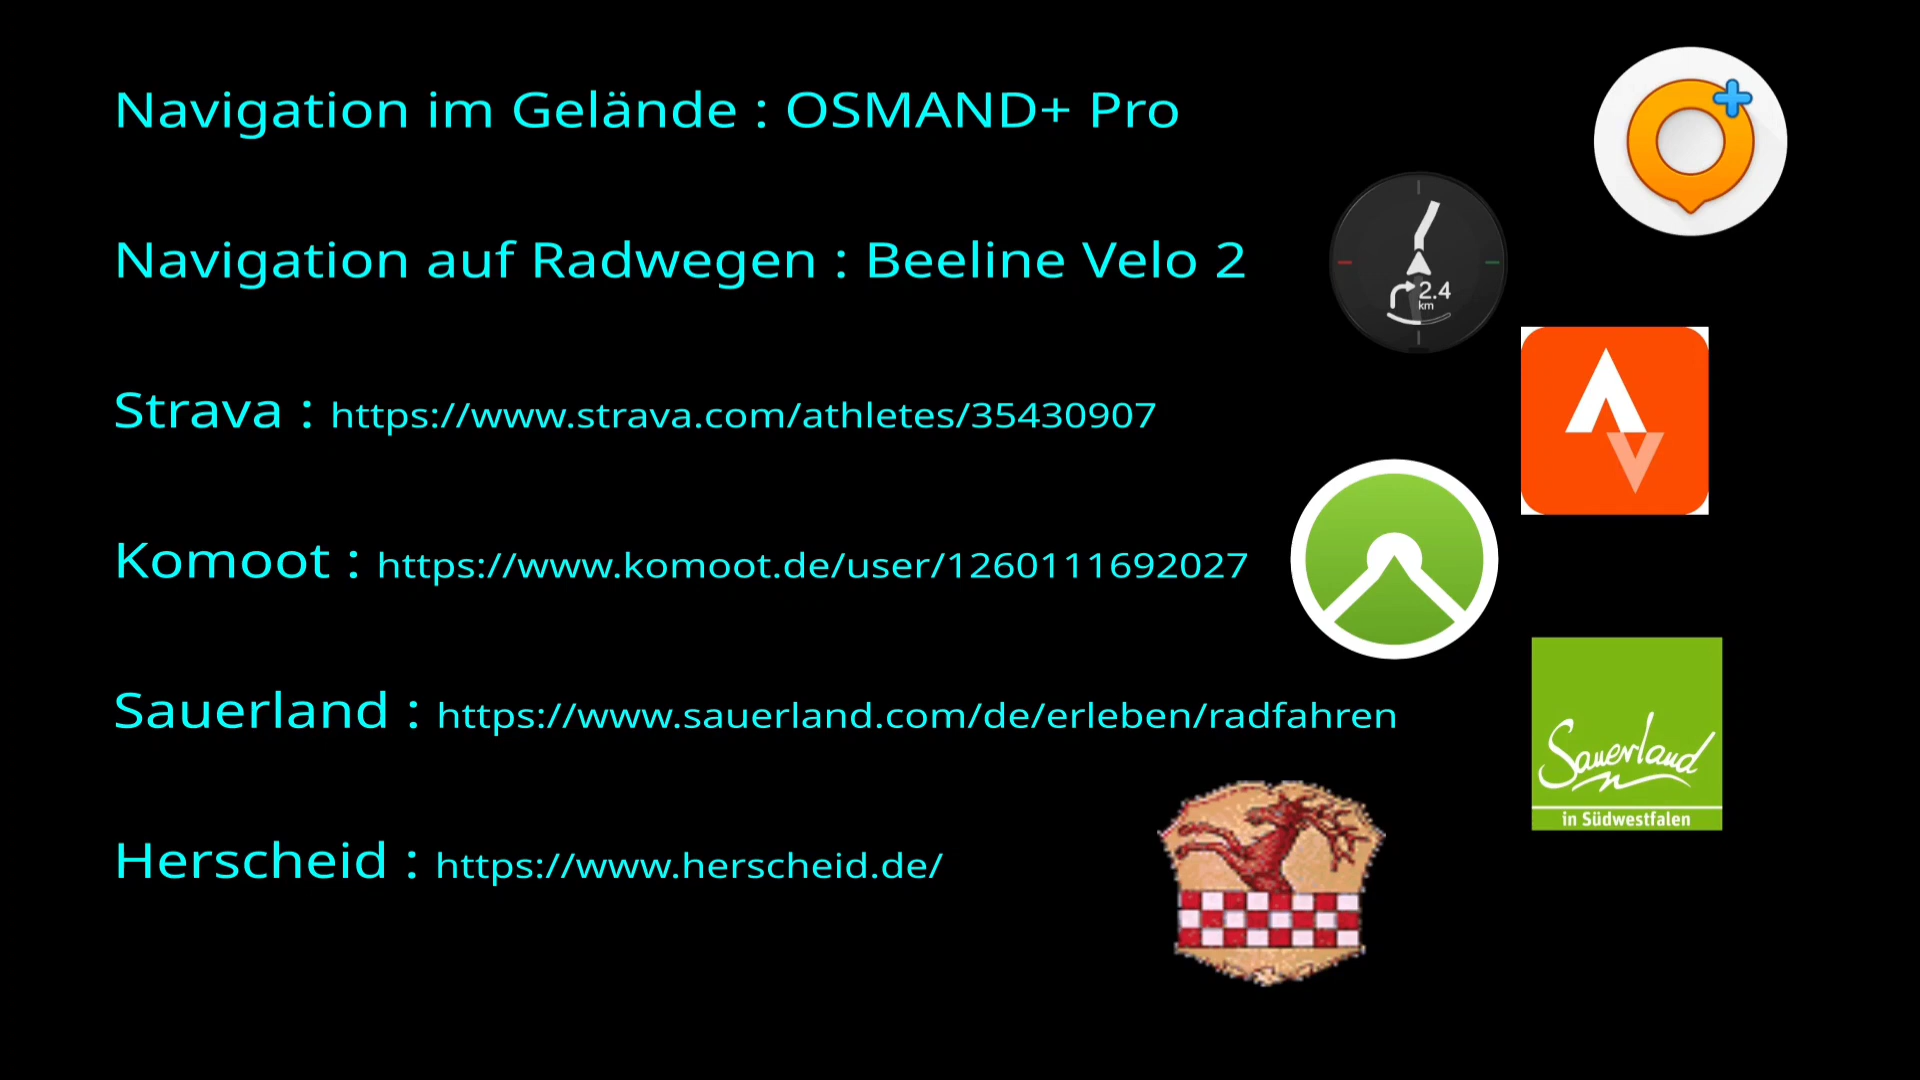 Navigation im Gelände : OSMAND+ Pro
Navigation auf Radwegen : Beeline Velo 2
2.4
km
Strava : https://www.strava.com/athletes/35430907
Komoot : https://www.komoot.de/user/1260111692027
Sauerland : https://www.sauerland.com/de/erleben/radfahren
Sauerland
in Südwestfalen
Herscheid : https://www.herscheid.de/